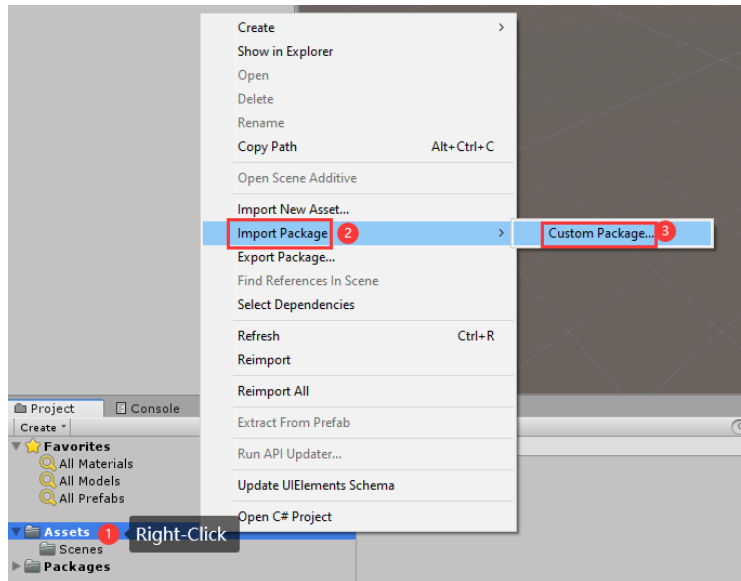 Create
Show in Explorer
Open
Delete
Rename
Copy Path Alt+Ctrl+C
Open Scene Additive
Import New Asset...
Import Package 2
Custom Package... 3
Export Package...
Find References In Scene
Select Dependencies
Refresh Ctrl+R
Reimport
Reimport All
Extract From Prefab
Run API Updater...
Update UIElements Schema
Open C# Project
Project Console
Create
Favorites
All Materials
All Models
All Prefabs
Assets 1 Right-Click
Scenes
Packages